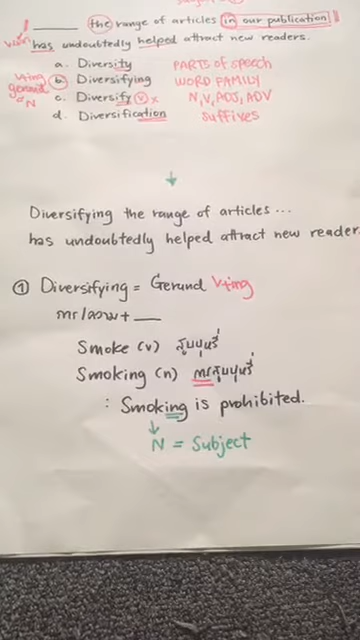 _____ the range of articles in our publication
has undoubtedly helped attract new readers.
a. Diversity PARTS of speech
Ving b. Diversifying WORD FAMILY
gerund c. Diversify V x N, V, ADJ, ADV
= N d. Diversification suffixes
Diversifying the range of articles...
has undoubtedly helped attract new reader
① Diversifying = Gerund Ving
การ/ความ + ___
Smoke (v) สูบบุหรี่
Smoking (n) การสูบบุหรี่
: Smoking is prohibited.
N = Subject